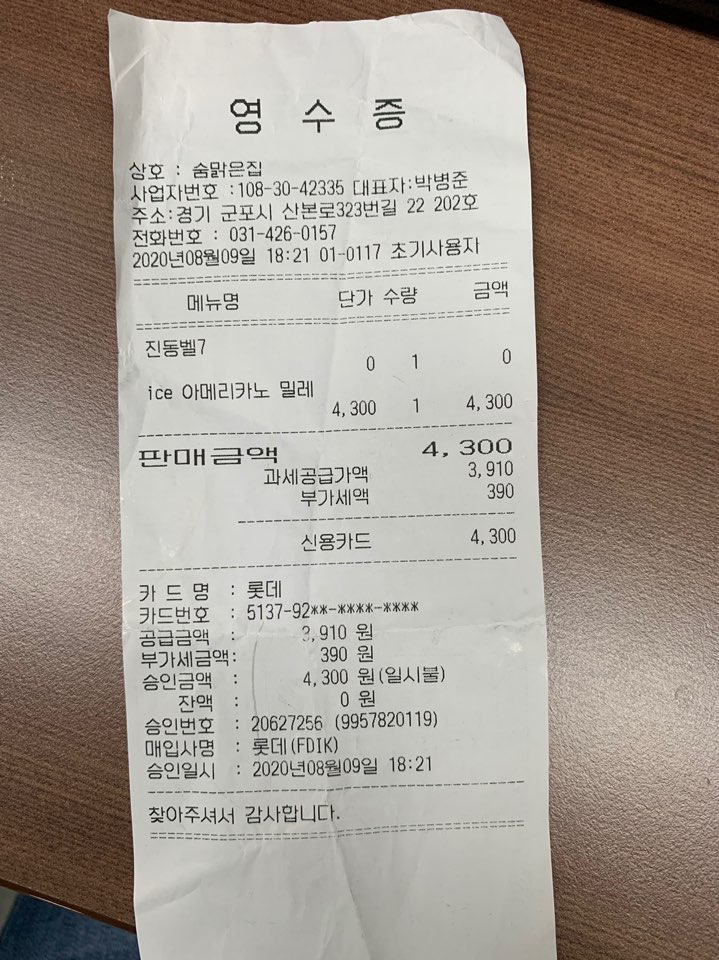 영 수 증
상호 : 숨맑은집
사업자번호 :108-30-42335 대표자:박병준
주소:경기 군포시 산본로323번길 22 202호
전화번호 : 031-426-0157
2020년08월09일 18:21 01-0117 초기사용자
메뉴명 단가 수량 금액
진동벨7
0 1 0
ice 아메리카노 밀레
4,300 1 4,300
판매금액 4,300
과세공급가액 3,910
부가세액 390
신용카드 4,300
카 드 명 : 롯데
카드번호 : 5137-92**-****-****
공급금액 : 3,910 원
부가세금액: 390 원
승인금액 : 4,300 원(일시불)
잔액 : 0 원
승인번호 : 20627256 (9957820119)
매입사명 : 롯데(FDIK)
승인일시 : 2020년08월09일 18:21
찾아주셔서 감사합니다.